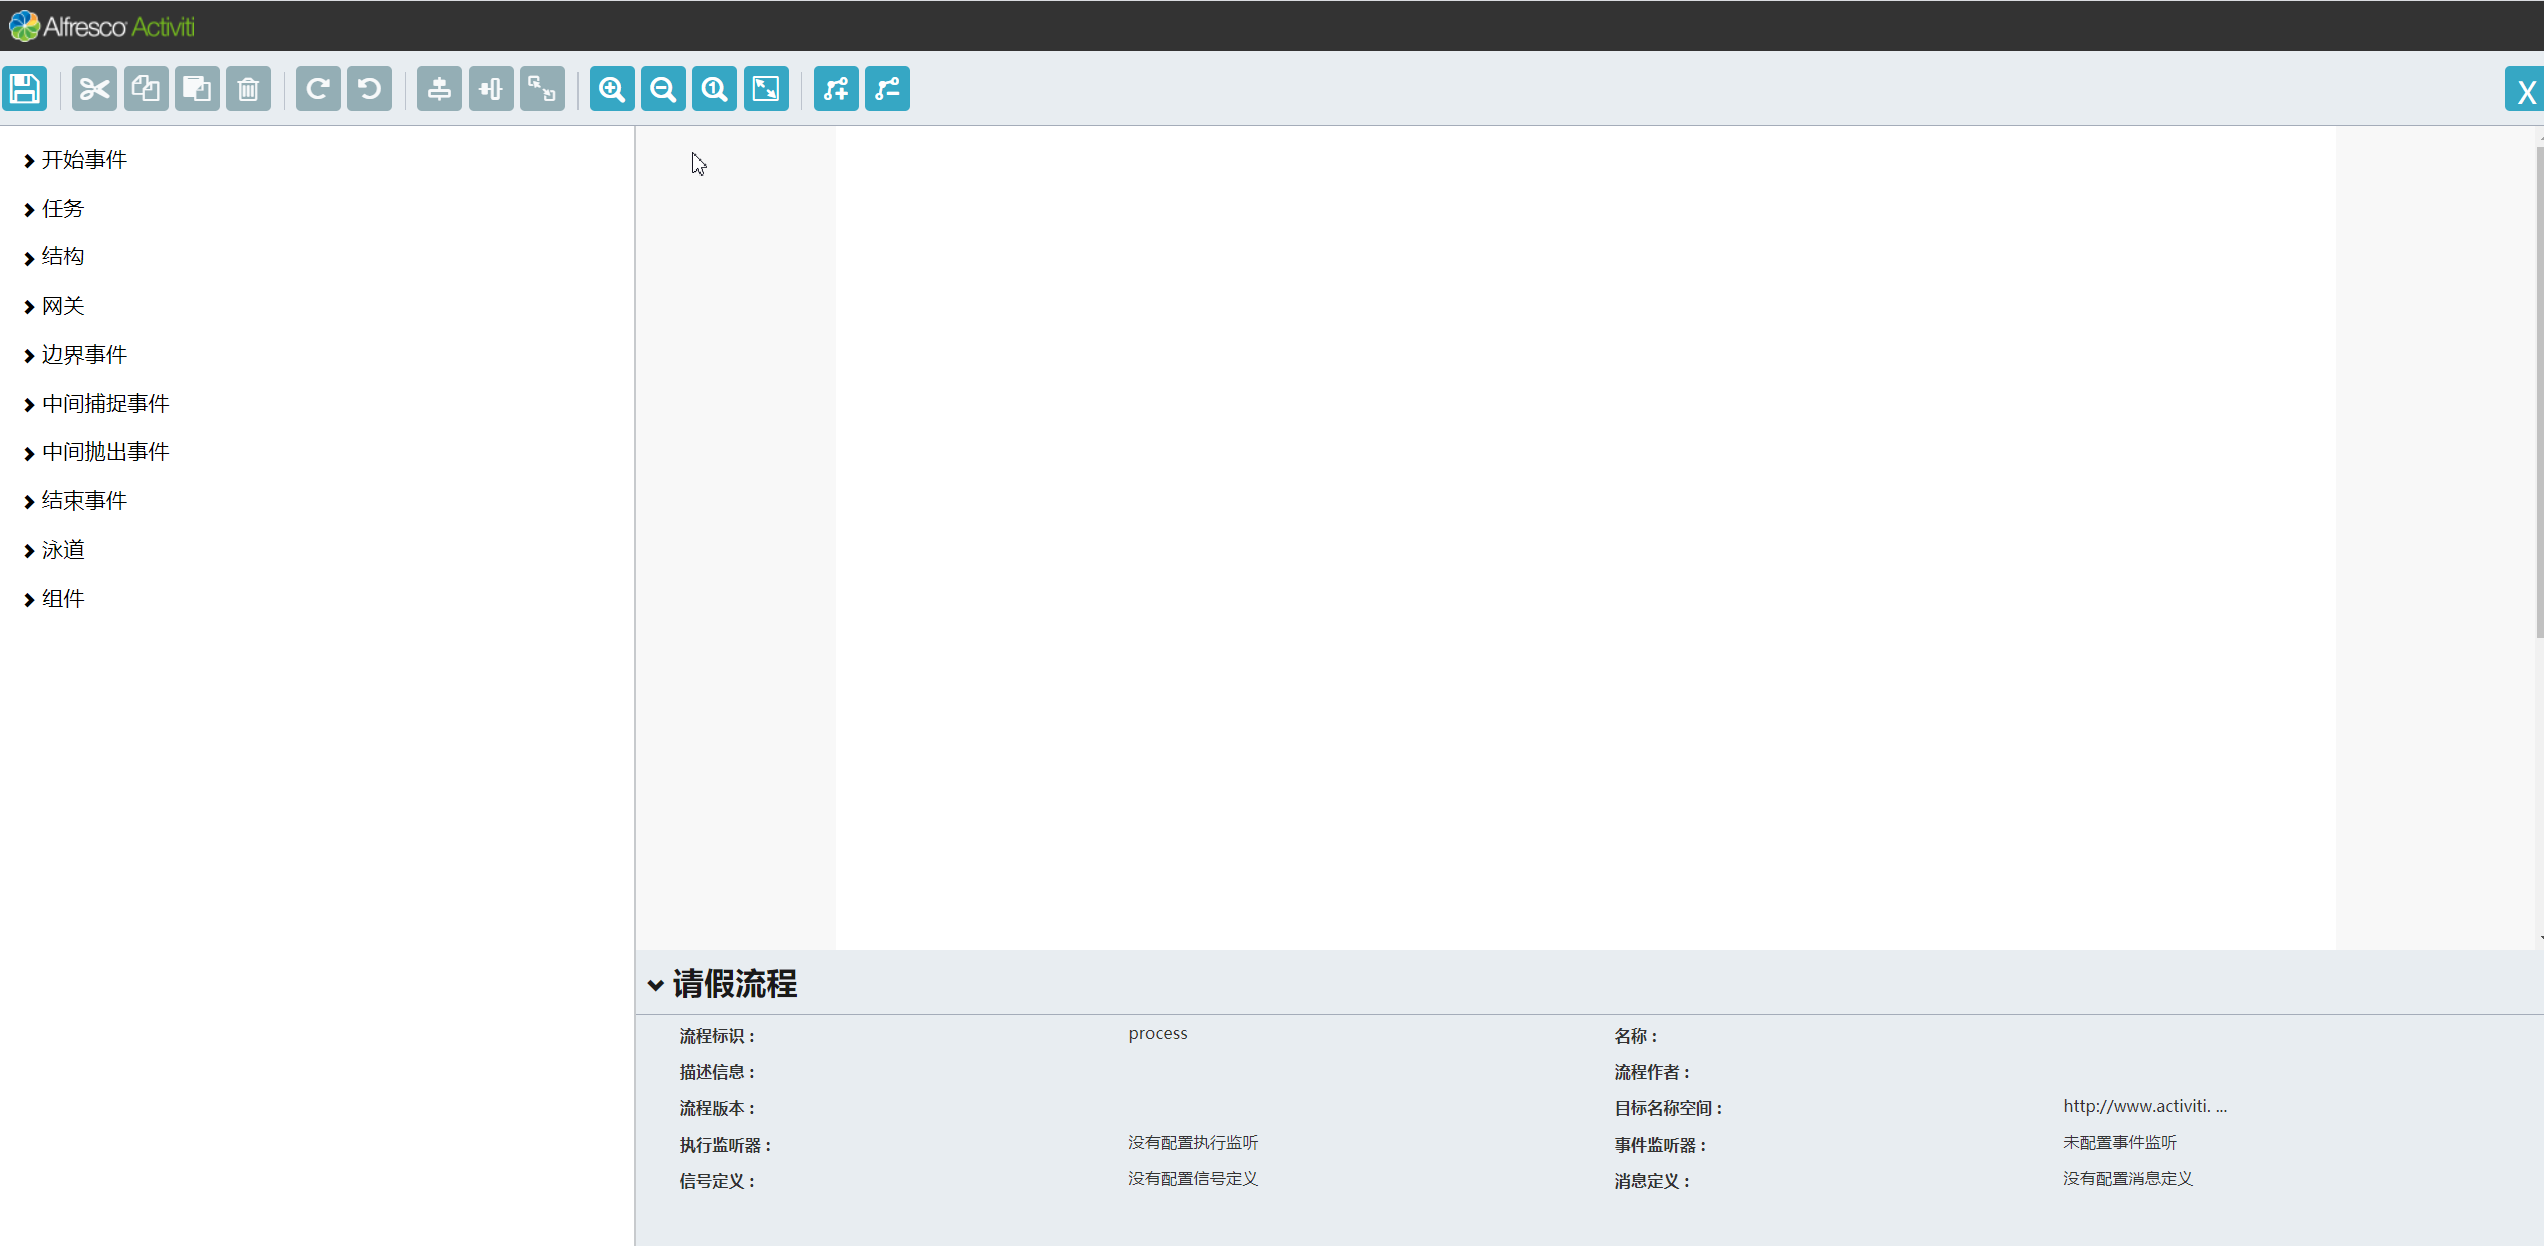 Alfresco Activiti
X
开始事件
任务
结构
网关
边界事件
中间捕捉事件
中间抛出事件
结束事件
泳道
组件
请假流程
流程标识： process 名称：
描述信息： 流程作者：
流程版本： 目标名称空间： http://www.activiti. ...
执行监听器： 没有配置执行监听 事件监听器： 未配置事件监听
信号定义： 没有配置信号定义 消息定义： 没有配置消息定义